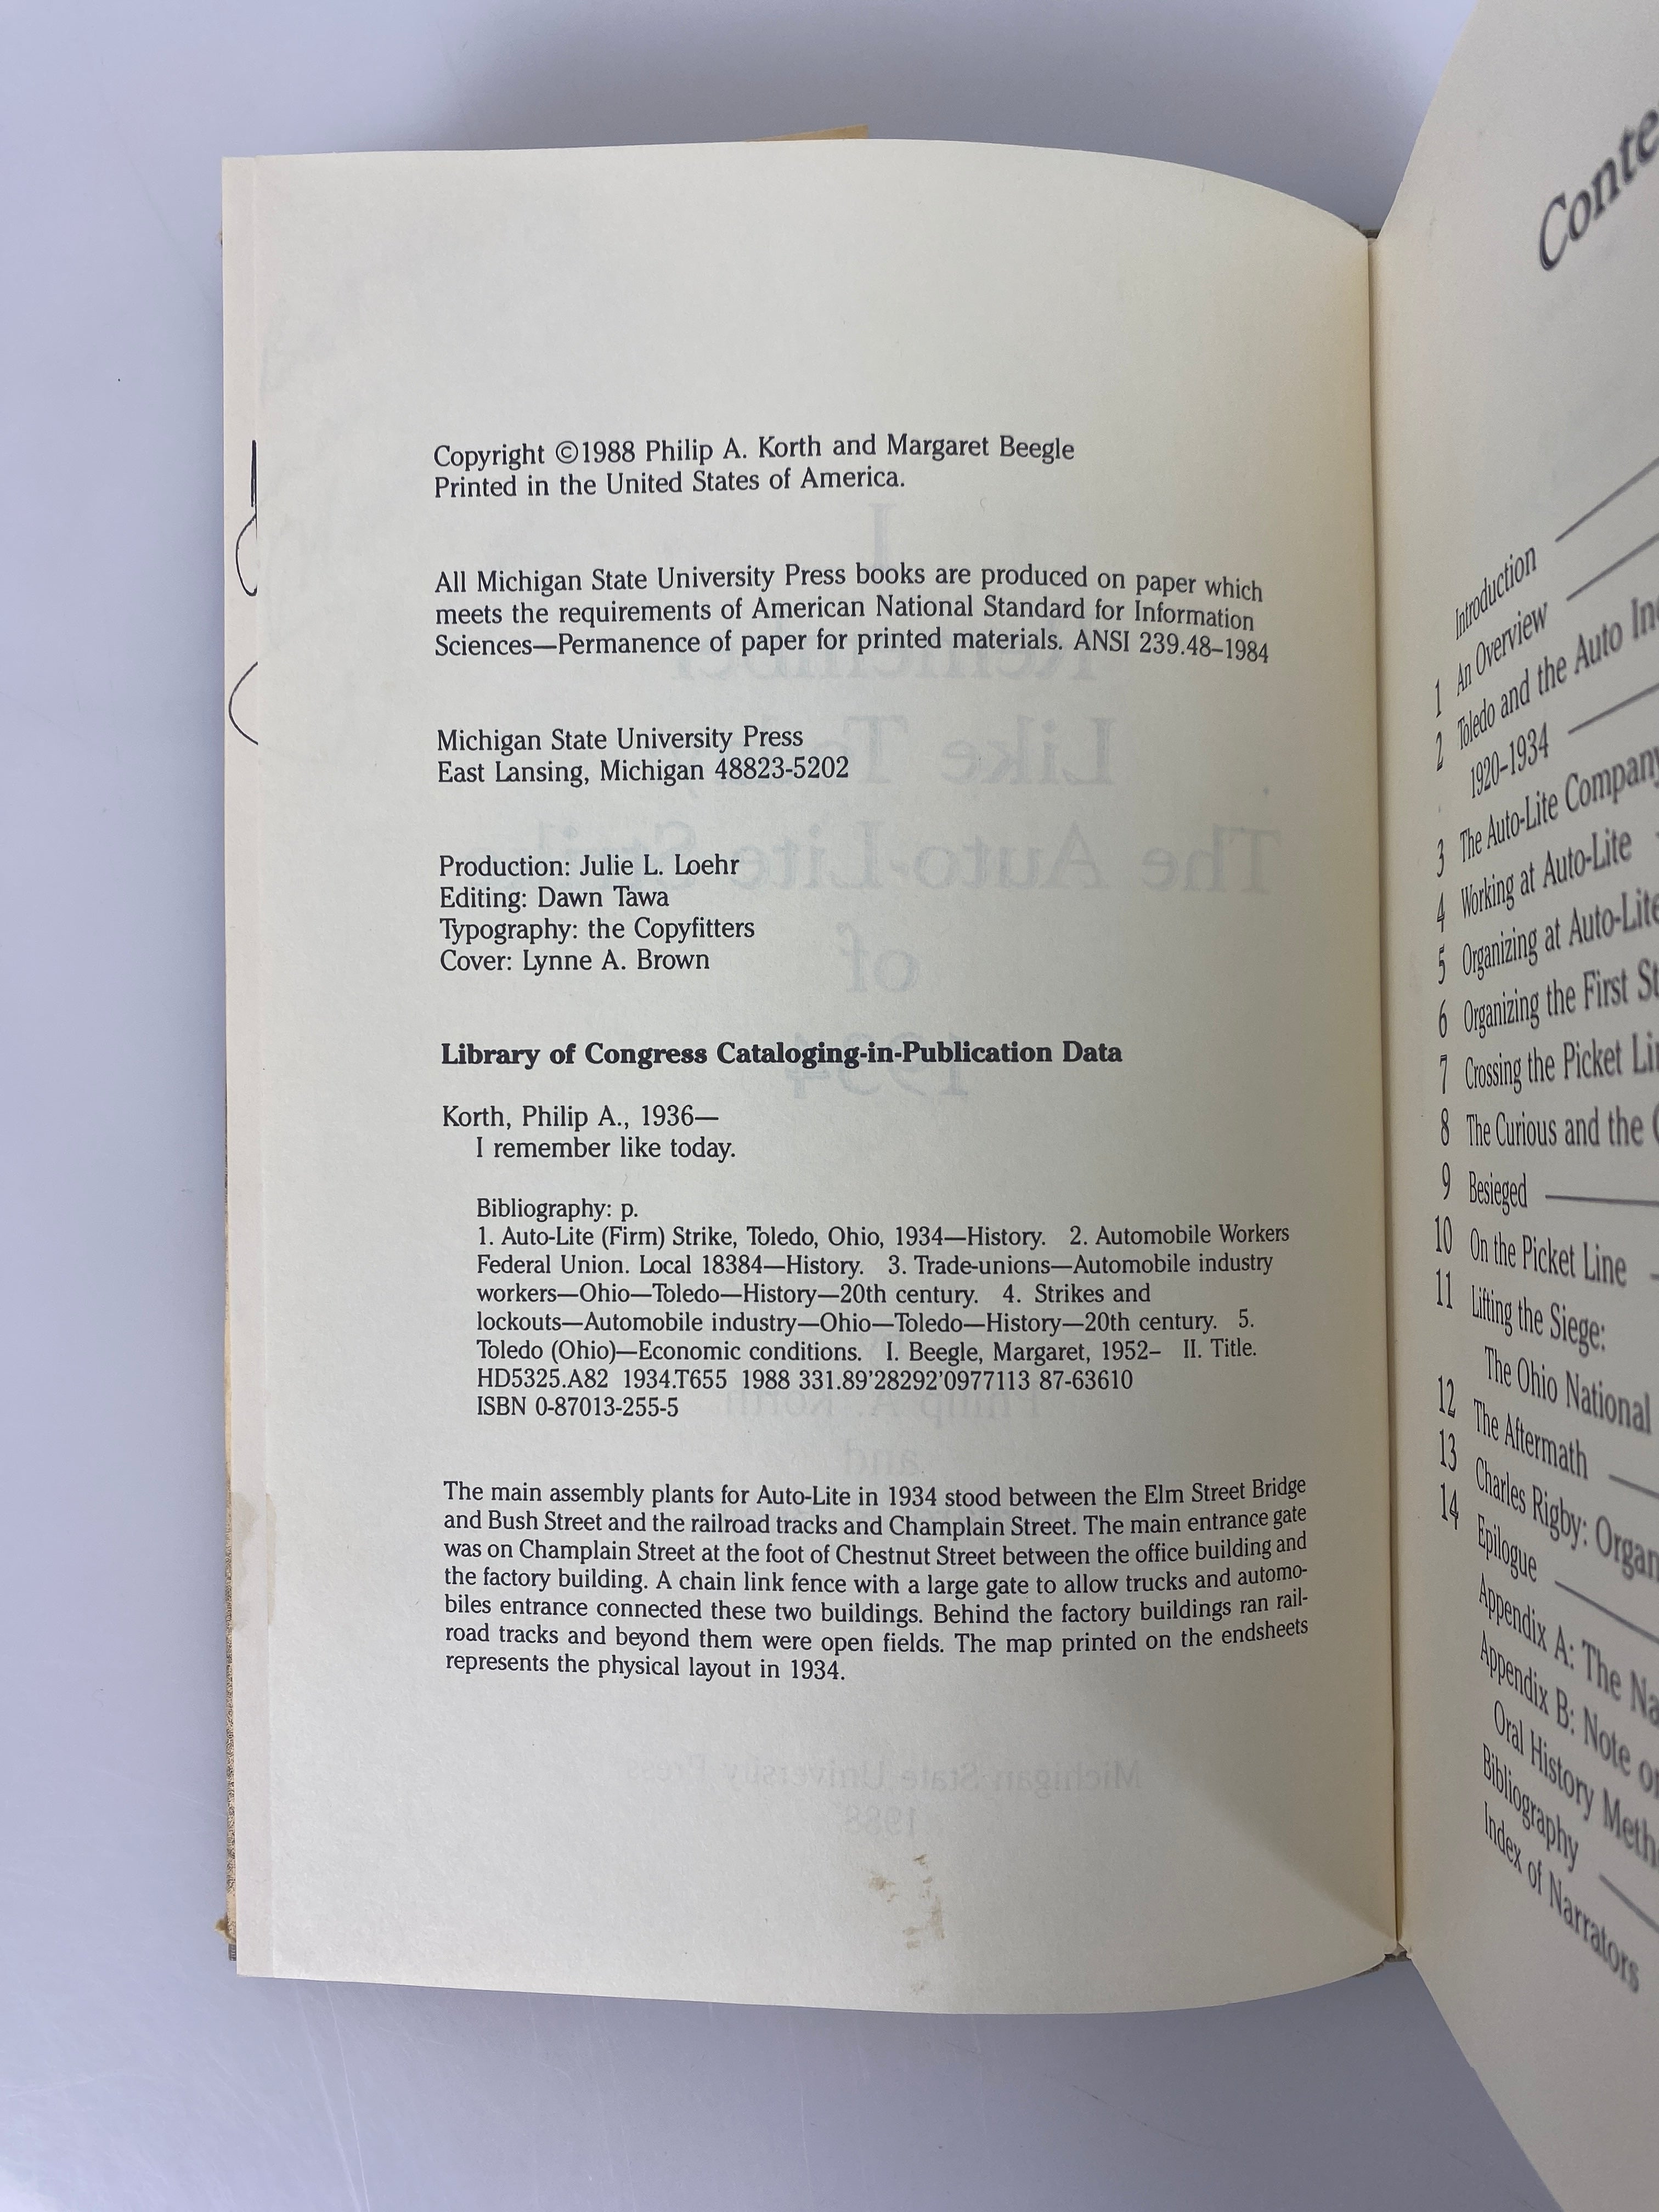 Copyright ©1988 Philip A. Korth and Margaret Beegle
Printed in the United States of America.
All Michigan State University Press books are produced on paper which
meets the requirements of American National Standard for Information
Sciences—Permanence of paper for printed materials. ANSI 239.48–1984
Michigan State University Press
East Lansing, Michigan 48823-5202
Production: Julie L. Loehr
Editing: Dawn Tawa
Typography: the Copyfitters
Cover: Lynne A. Brown
Library of Congress Cataloging-in-Publication Data
Korth, Philip A., 1936—
I remember like today.
Bibliography: p.
1. Auto-Lite (Firm) Strike, Toledo, Ohio, 1934—History. 2. Automobile Workers
Federal Union. Local 18384—History. 3. Trade-unions—Automobile industry
workers—Ohio—Toledo—History—20th century. 4. Strikes and
lockouts—Automobile industry—Ohio—Toledo—History—20th century. 5.
Toledo (Ohio)—Economic conditions. I. Beegle, Margaret, 1952– II. Title.
HD5325.A82 1934.T655 1988 331.89’28292’0977113 87-63610
ISBN 0-87013-255-5
The main assembly plants for Auto-Lite in 1934 stood between the Elm Street Bridge
and Bush Street and the railroad tracks and Champlain Street. The main entrance gate
was on Champlain Street at the foot of Chestnut Street between the office building and
the factory building. A chain link fence with a large gate to allow trucks and automo-
biles entrance connected these two buildings. Behind the factory buildings ran rail-
road tracks and beyond them were open fields. The map printed on the endsheets
represents the physical layout in 1934.
Conte
Introduction
1 An Overview
2 Toledo and the Auto In
1920–1934
3 The Auto-Lite Company
4 Working at Auto-Lite
5 Organizing at Auto-Lite
6 Organizing the First St
7 Crossing the Picket Li
8 The Curious and the
9 Besieged
10 On the Picket Line
11 Lifting the Siege:
The Ohio National
12 The Aftermath
13 Charles Rigby: Organ
14 Epilogue
Appendix A: The Na
Appendix B: Note o
Oral History Meth
Bibliography
Index of Narrators